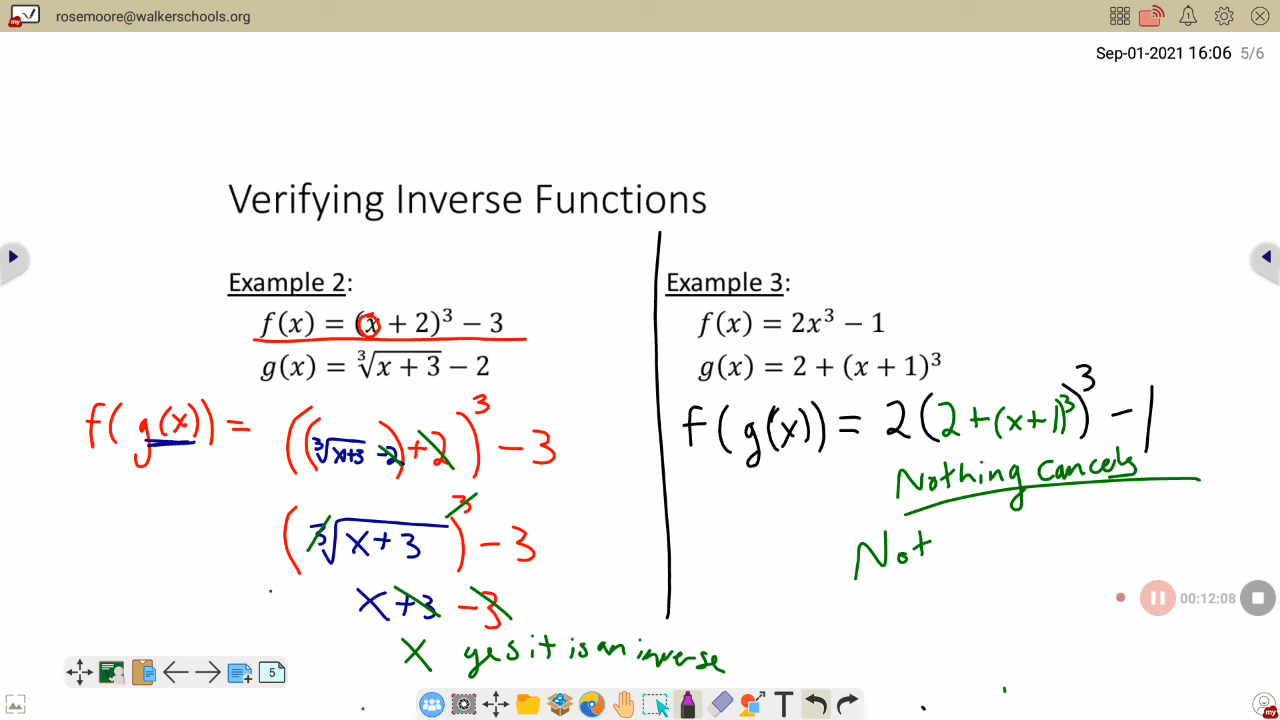 rosemoore@walkerschools.org
Sep-01-2021 16:06 5/6
Verifying Inverse Functions
Example 2:
f(x) = (x + 2)³ − 3
g(x) = ∛(x + 3) − 2
f(g(x)) = ((∛(x+3) −2)+2)³ − 3
(∛(x+3))³ − 3
x +3 −3
x yes it is an inverse
Example 3:
f(x) = 2x³ − 1
g(x) = 2 + (x + 1)³
f(g(x)) = 2(2+(x+1)³)³ − 1
Nothing cancels
Not
00:12:08
5